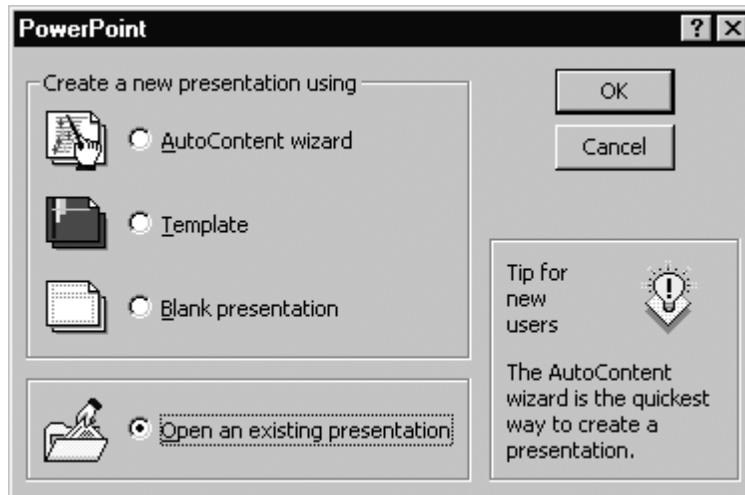 PowerPoint
Create a new presentation using
AutoContent wizard
Template
Blank presentation
Open an existing presentation
OK
Cancel
Tip for
new
users
The AutoContent
wizard is the quickest
way to create a
presentation.